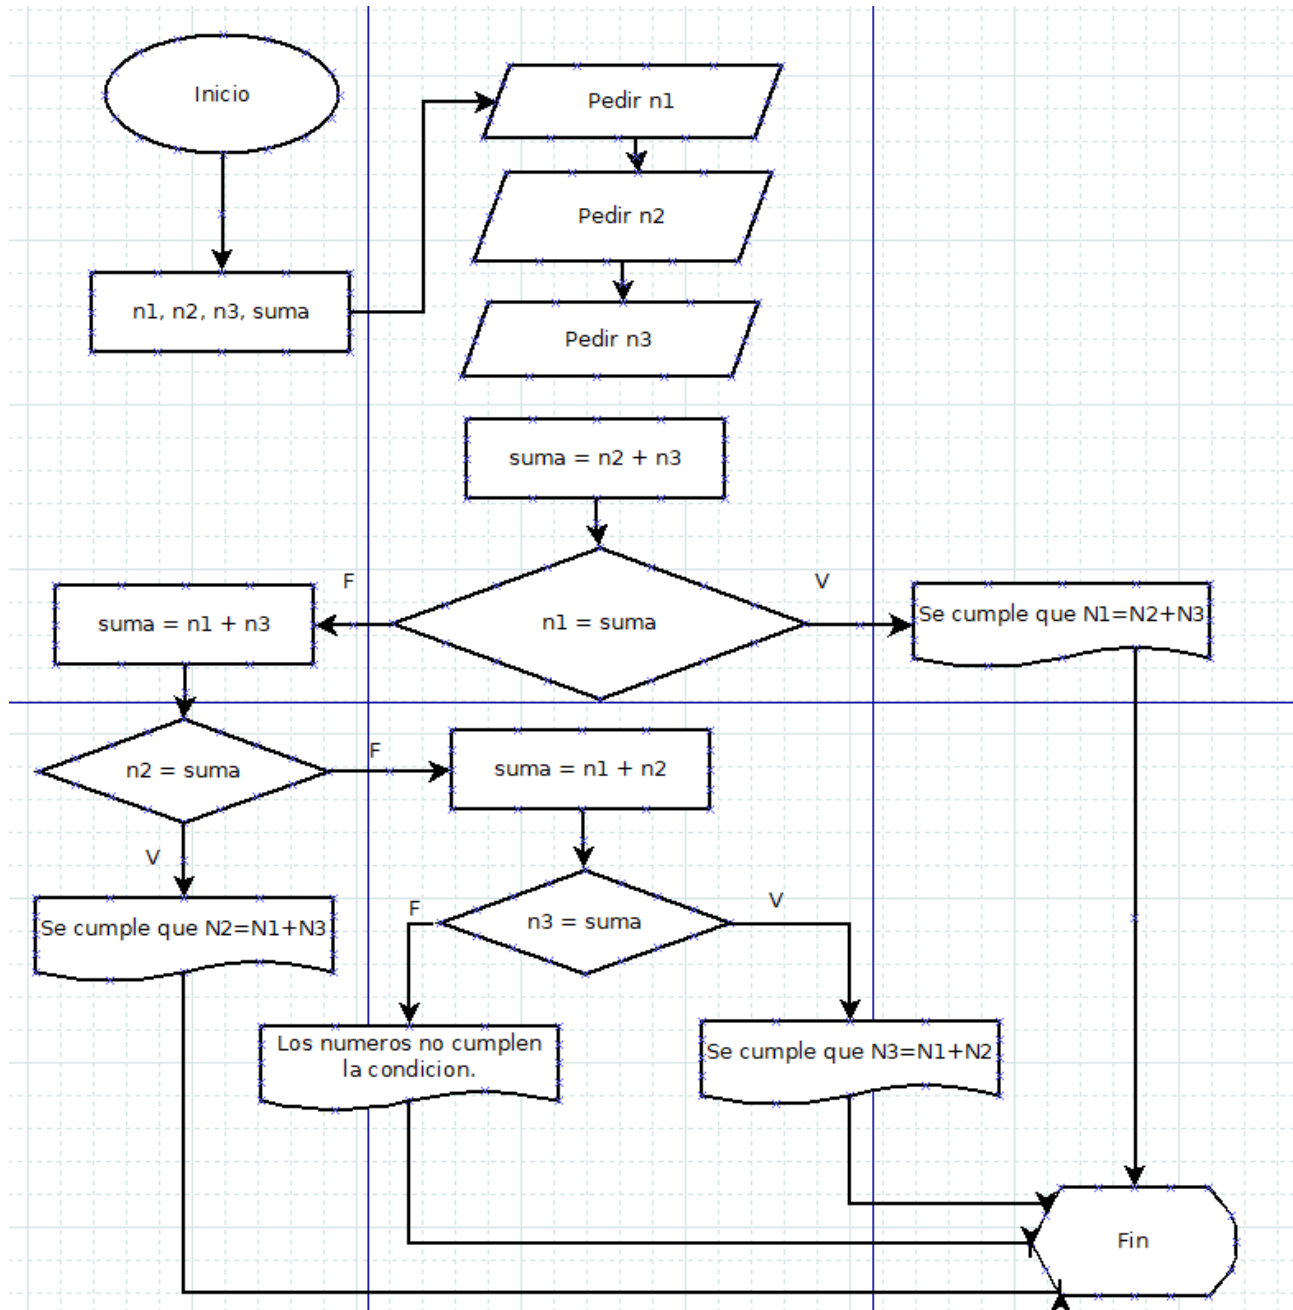 Inicio
Pedir n1
Pedir n2
n1, n2, n3, suma
Pedir n3
suma = n2 + n3
F
V
suma = n1 + n3
n1 = suma
Se cumple que N1=N2+N3
F
n2 = suma
suma = n1 + n2
V
Se cumple que N2=N1+N3
F
n3 = suma
V
Los numeros no cumplen
la condicion.
Se cumple que N3=N1+N2
Fin